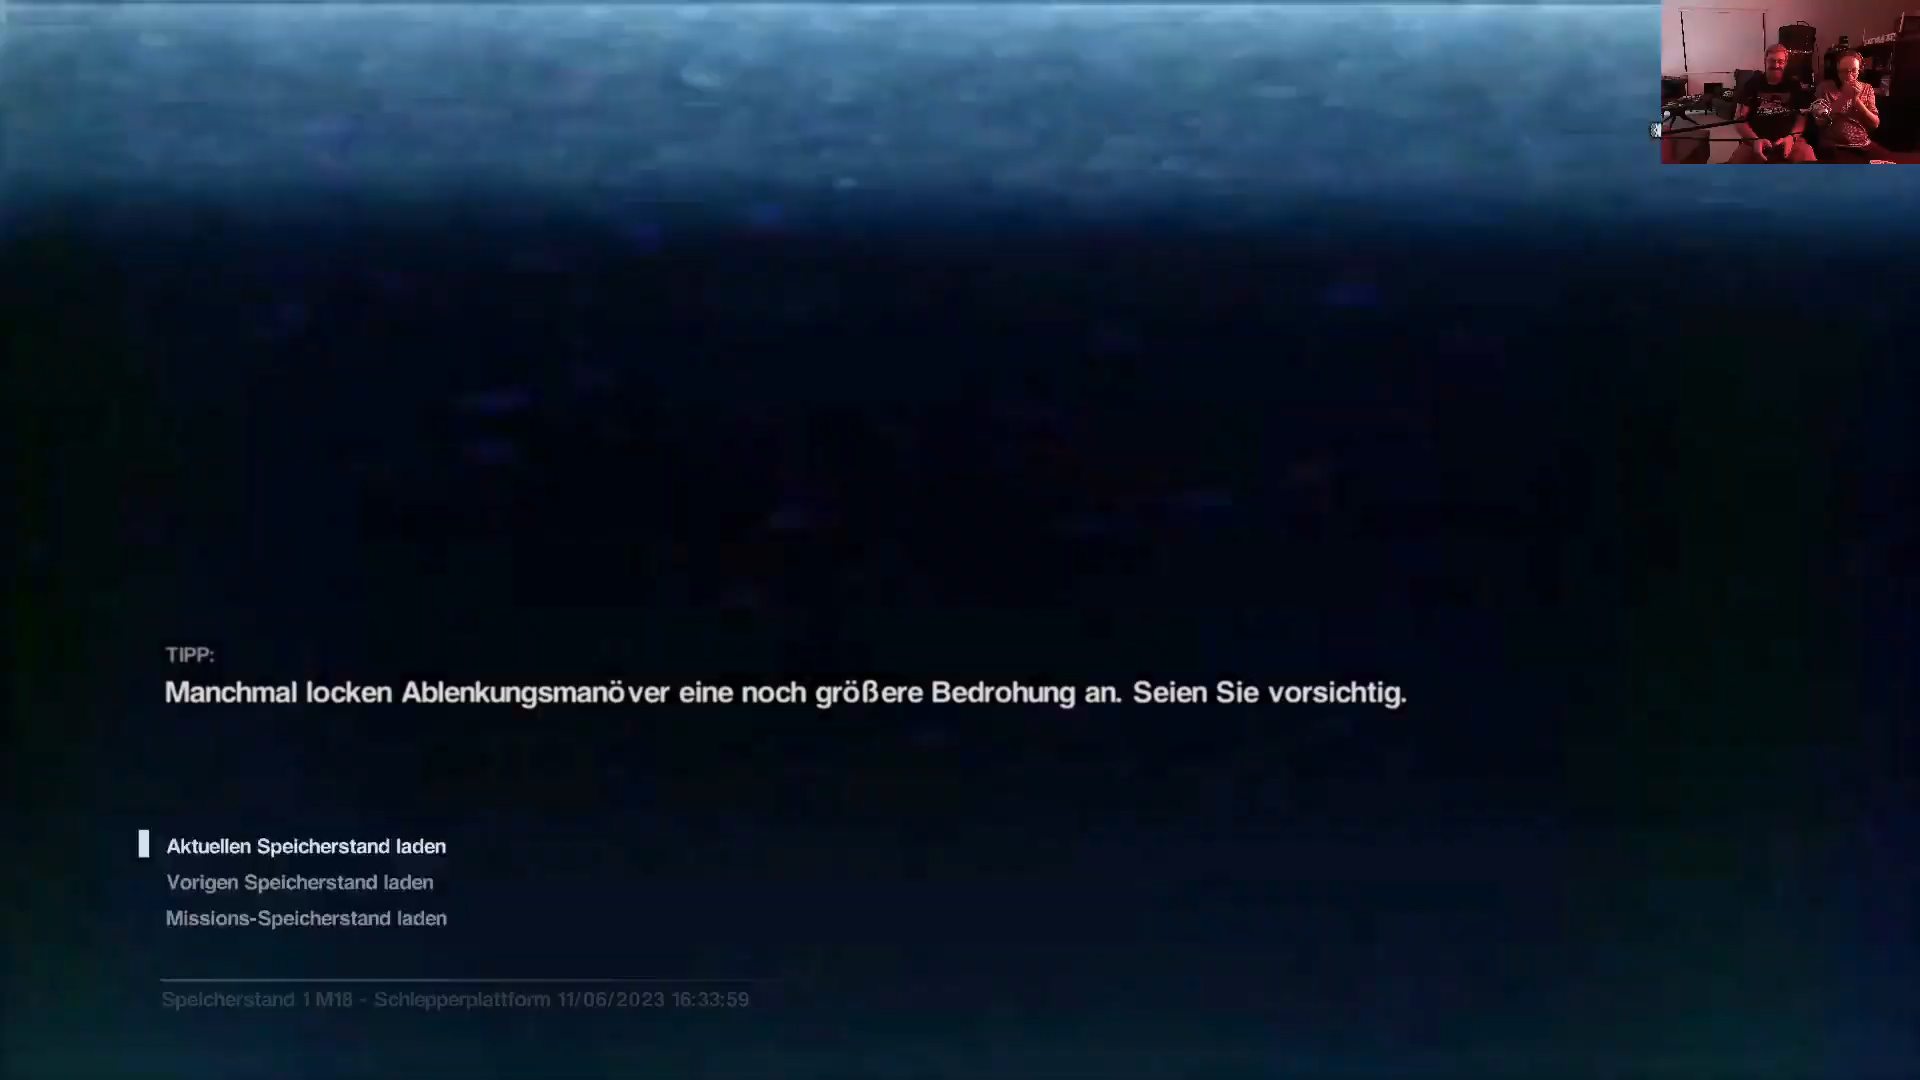 TIPP:
Manchmal locken Ablenkungsmanöver eine noch größere Bedrohung an. Seien Sie vorsichtig.
Aktuellen Speicherstand laden
Vorigen Speicherstand laden
Missions-Speicherstand laden
Speicherstand 1 M18 - Schlepperplattform 11/06/2023 16:33:59